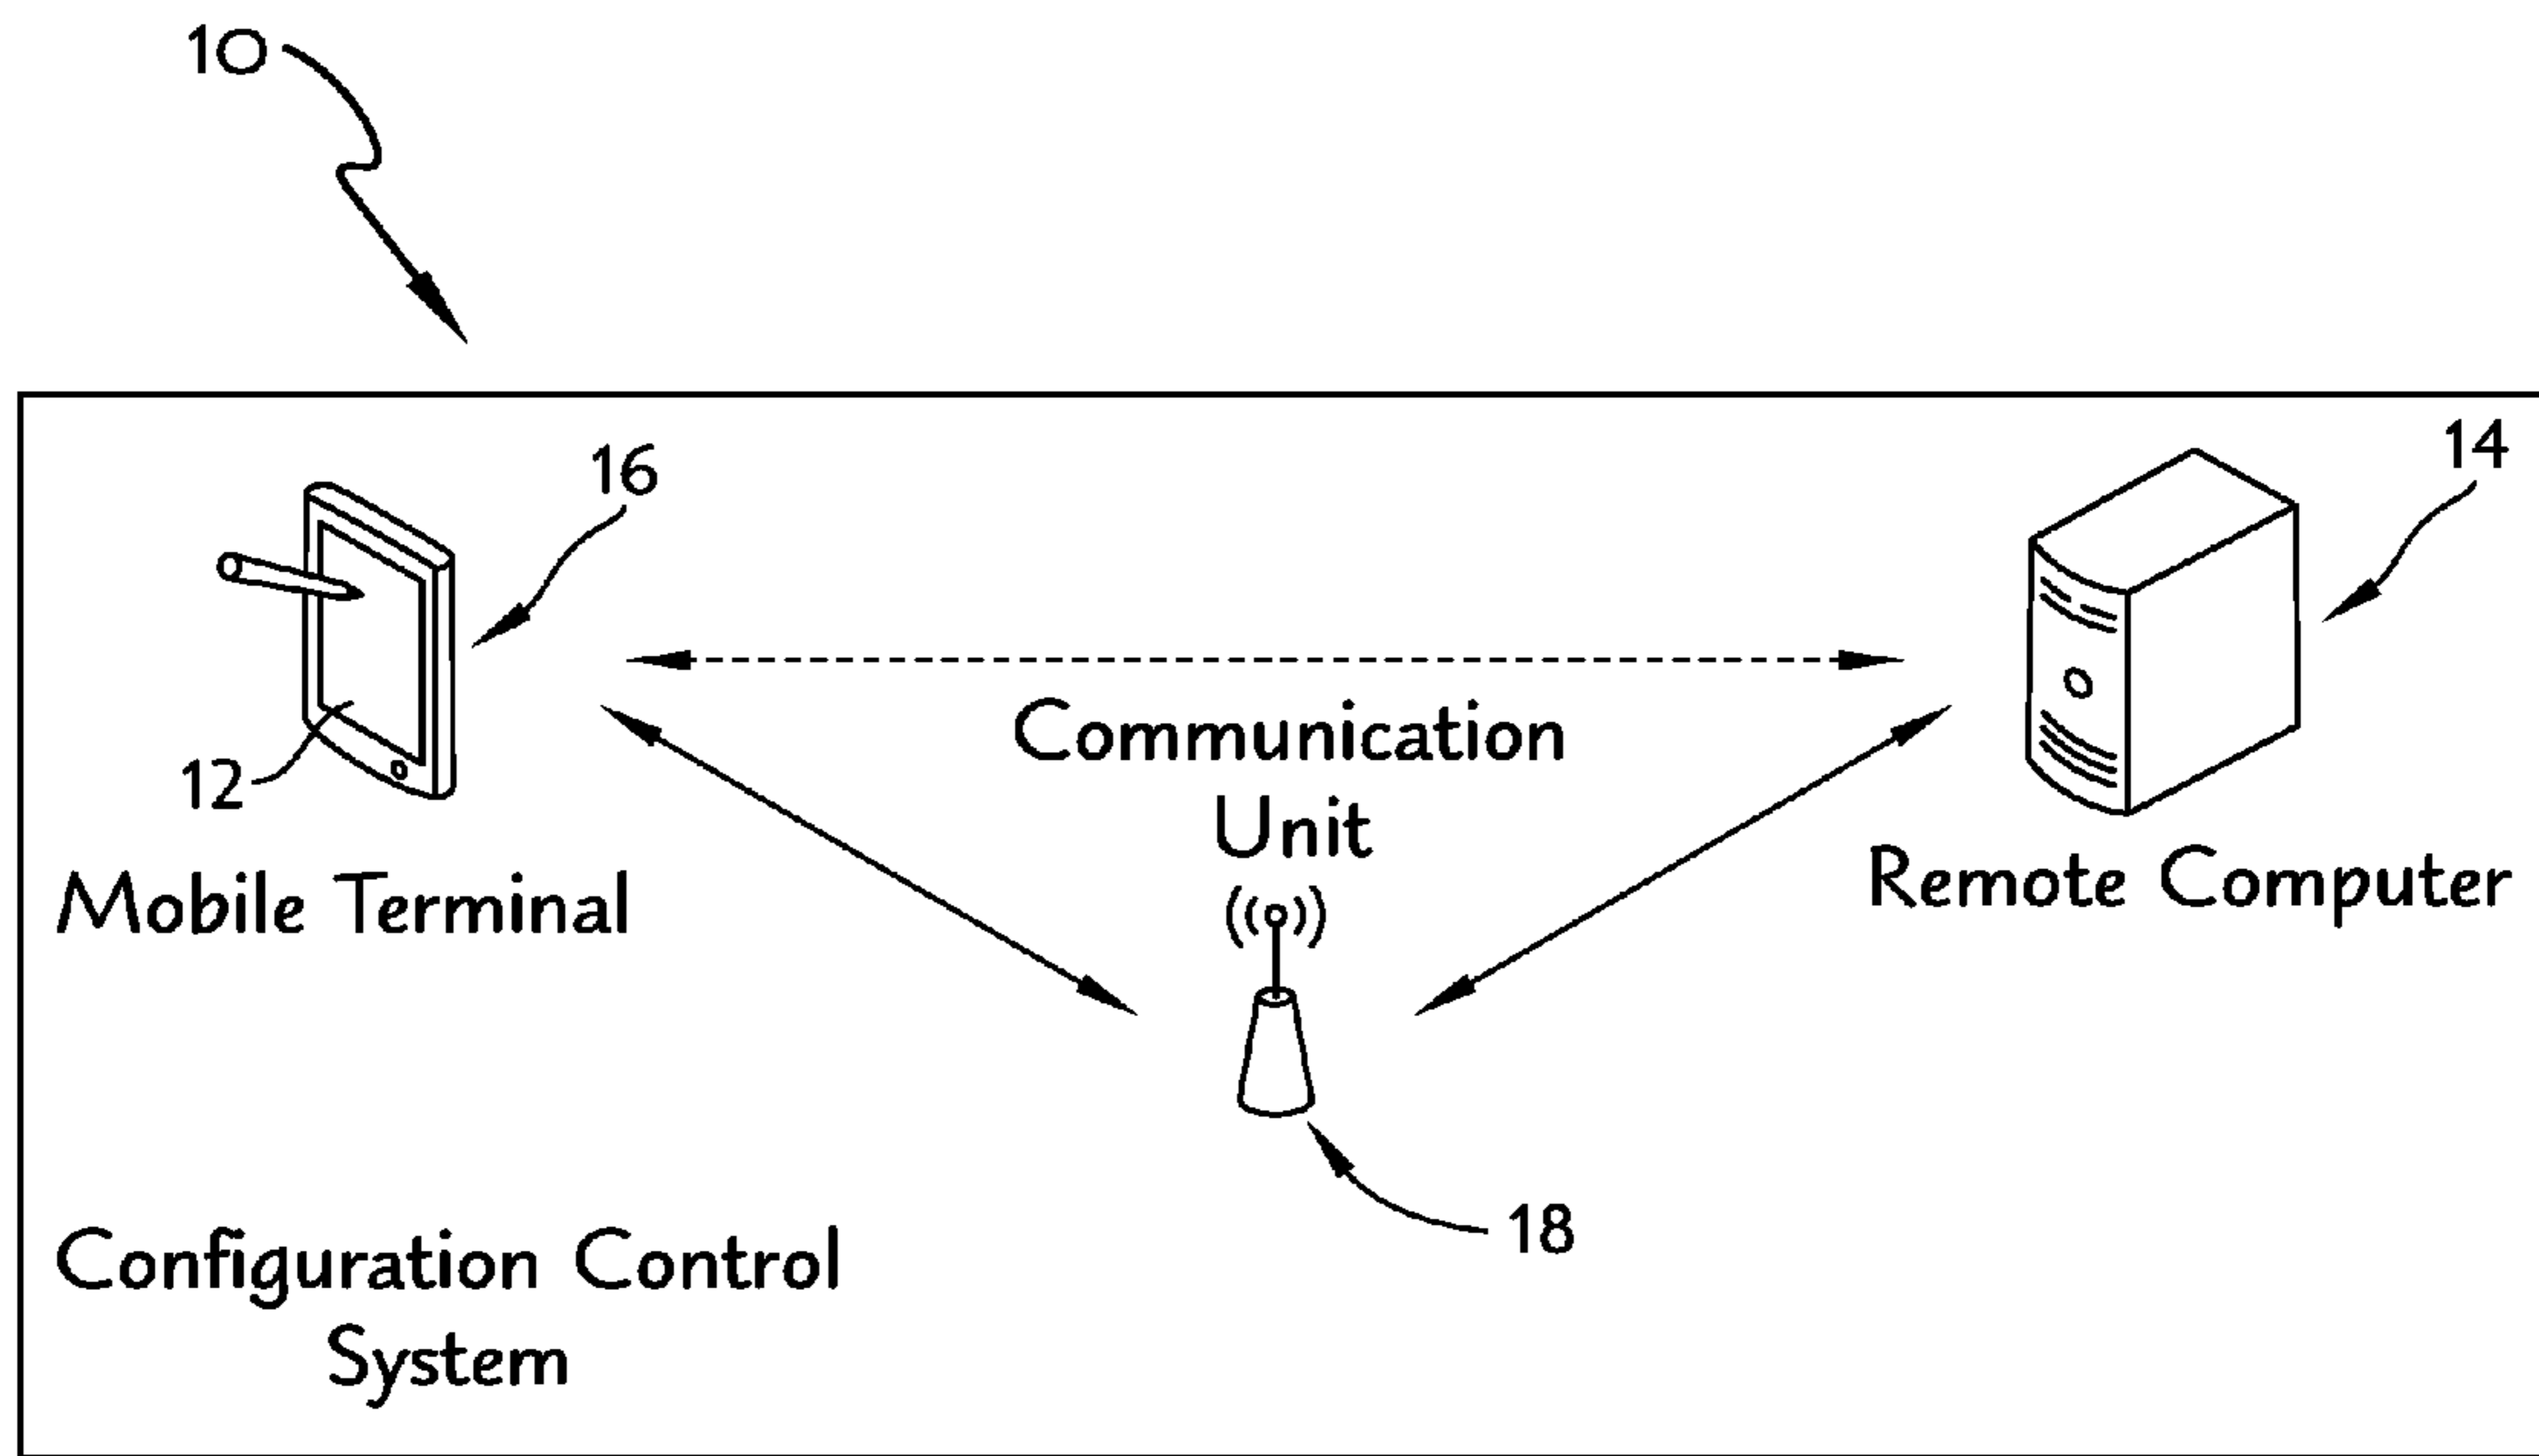 10
16
14
12
Communication
Unit
Mobile Terminal
Remote Computer
18
Configuration Control
System